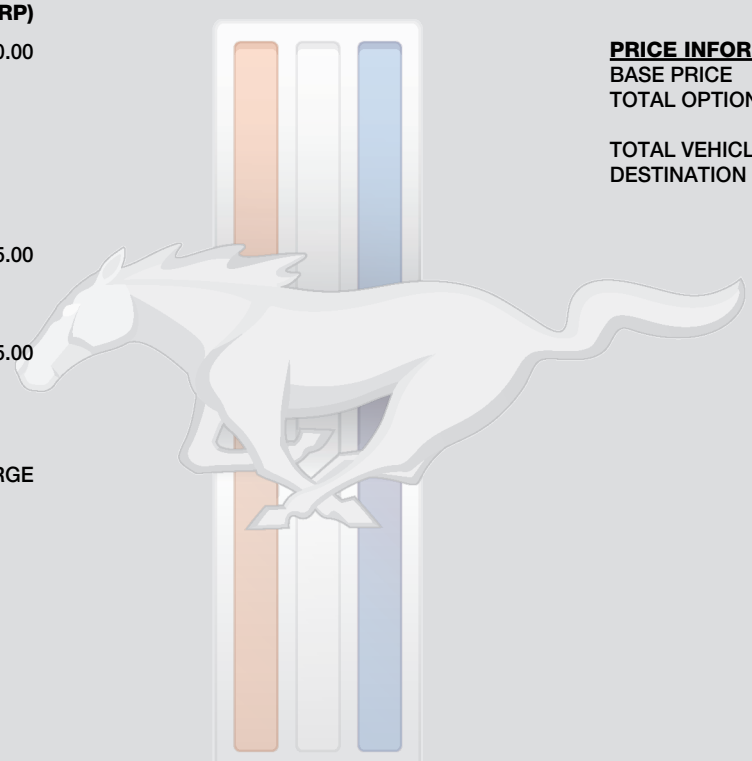 RP)
0.00
5.00
5.00
RGE
PRICE INFOR
BASE PRICE
TOTAL OPTION
TOTAL VEHICL
DESTINATION